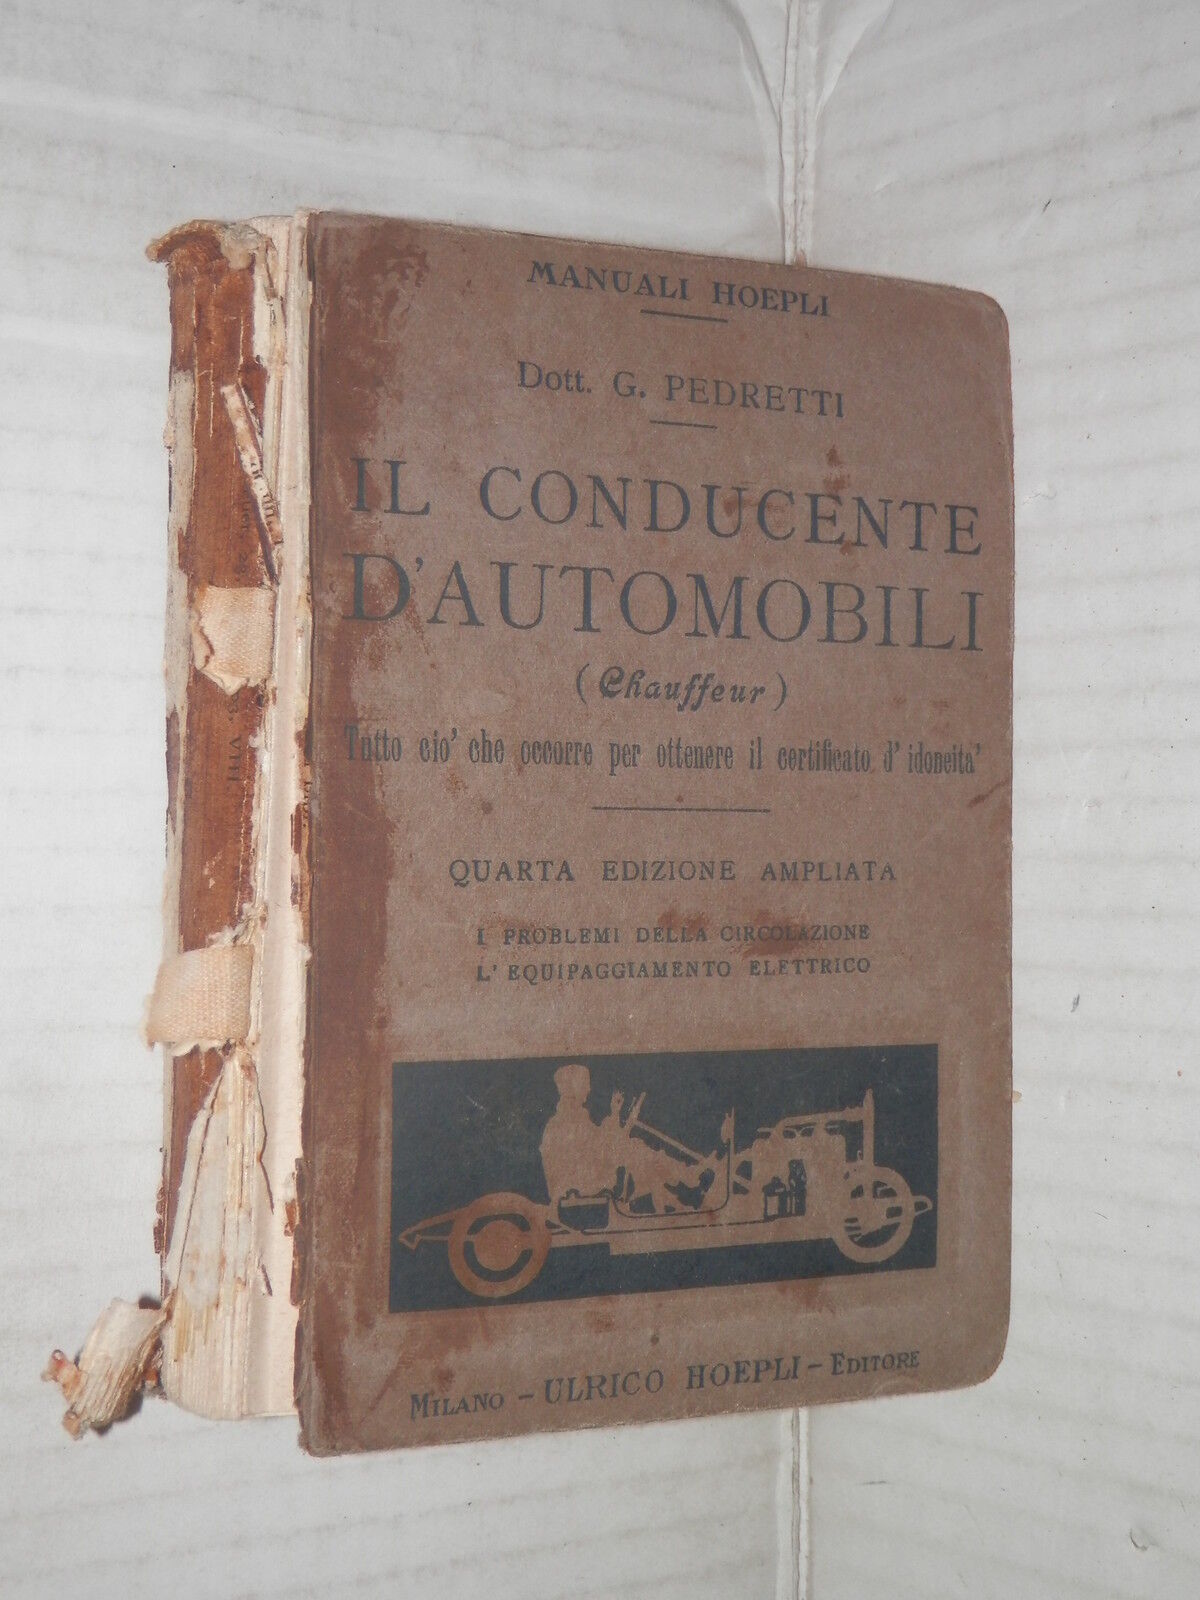 MANUALI HOEPLI
Dott. G. PEDRETTI
IL CONDUCENTE
D'AUTOMOBILI
(Chauffeur)
Tutto cio' che occorre per ottenere il certificato d' idoneita'
QUARTA EDIZIONE AMPLIATA
I PROBLEMI DELLA CIRCOLAZIONE
L' EQUIPAGGIAMENTO ELETTRICO
MILANO - ULRICO HOEPLI - EDITORE